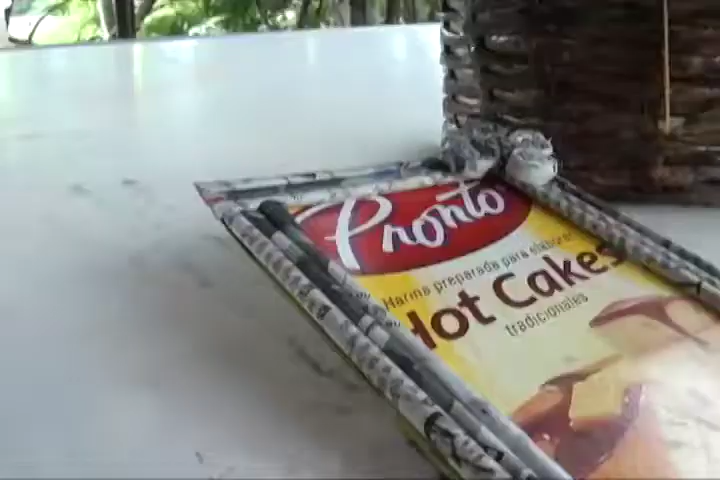 Pronto
Harina preparada para elaborar
Hot Cakes
tradicionales